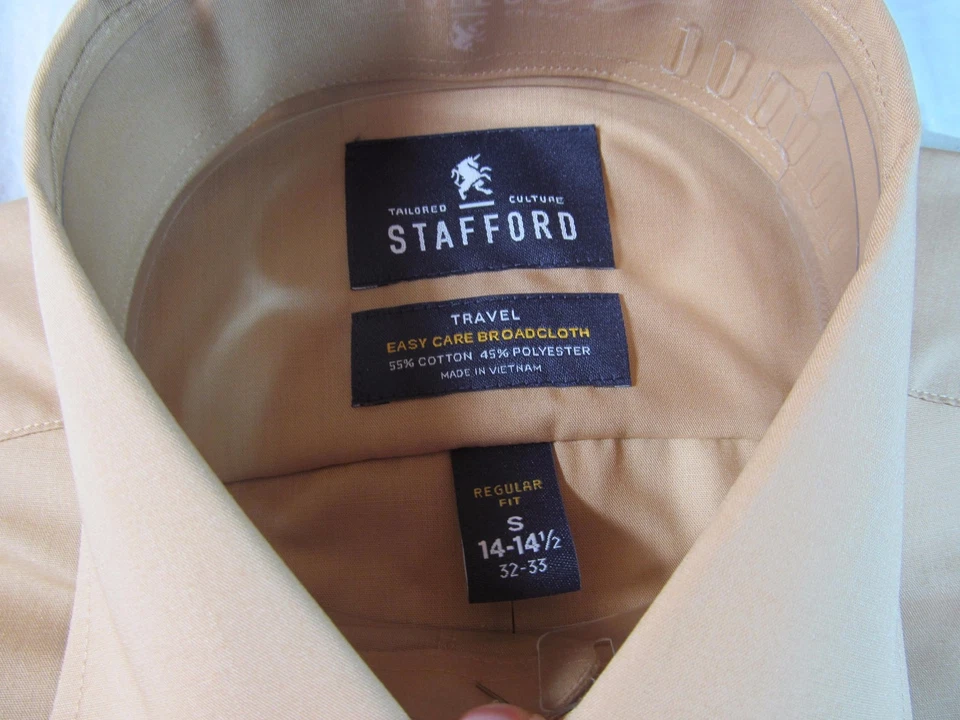 TAILORED CULTURE
STAFFORD
TRAVEL
EASY CARE BROADCLOTH
55% COTTON 45% POLYESTER
MADE IN VIETNAM
REGULAR
FIT
S
14-14½
32-33